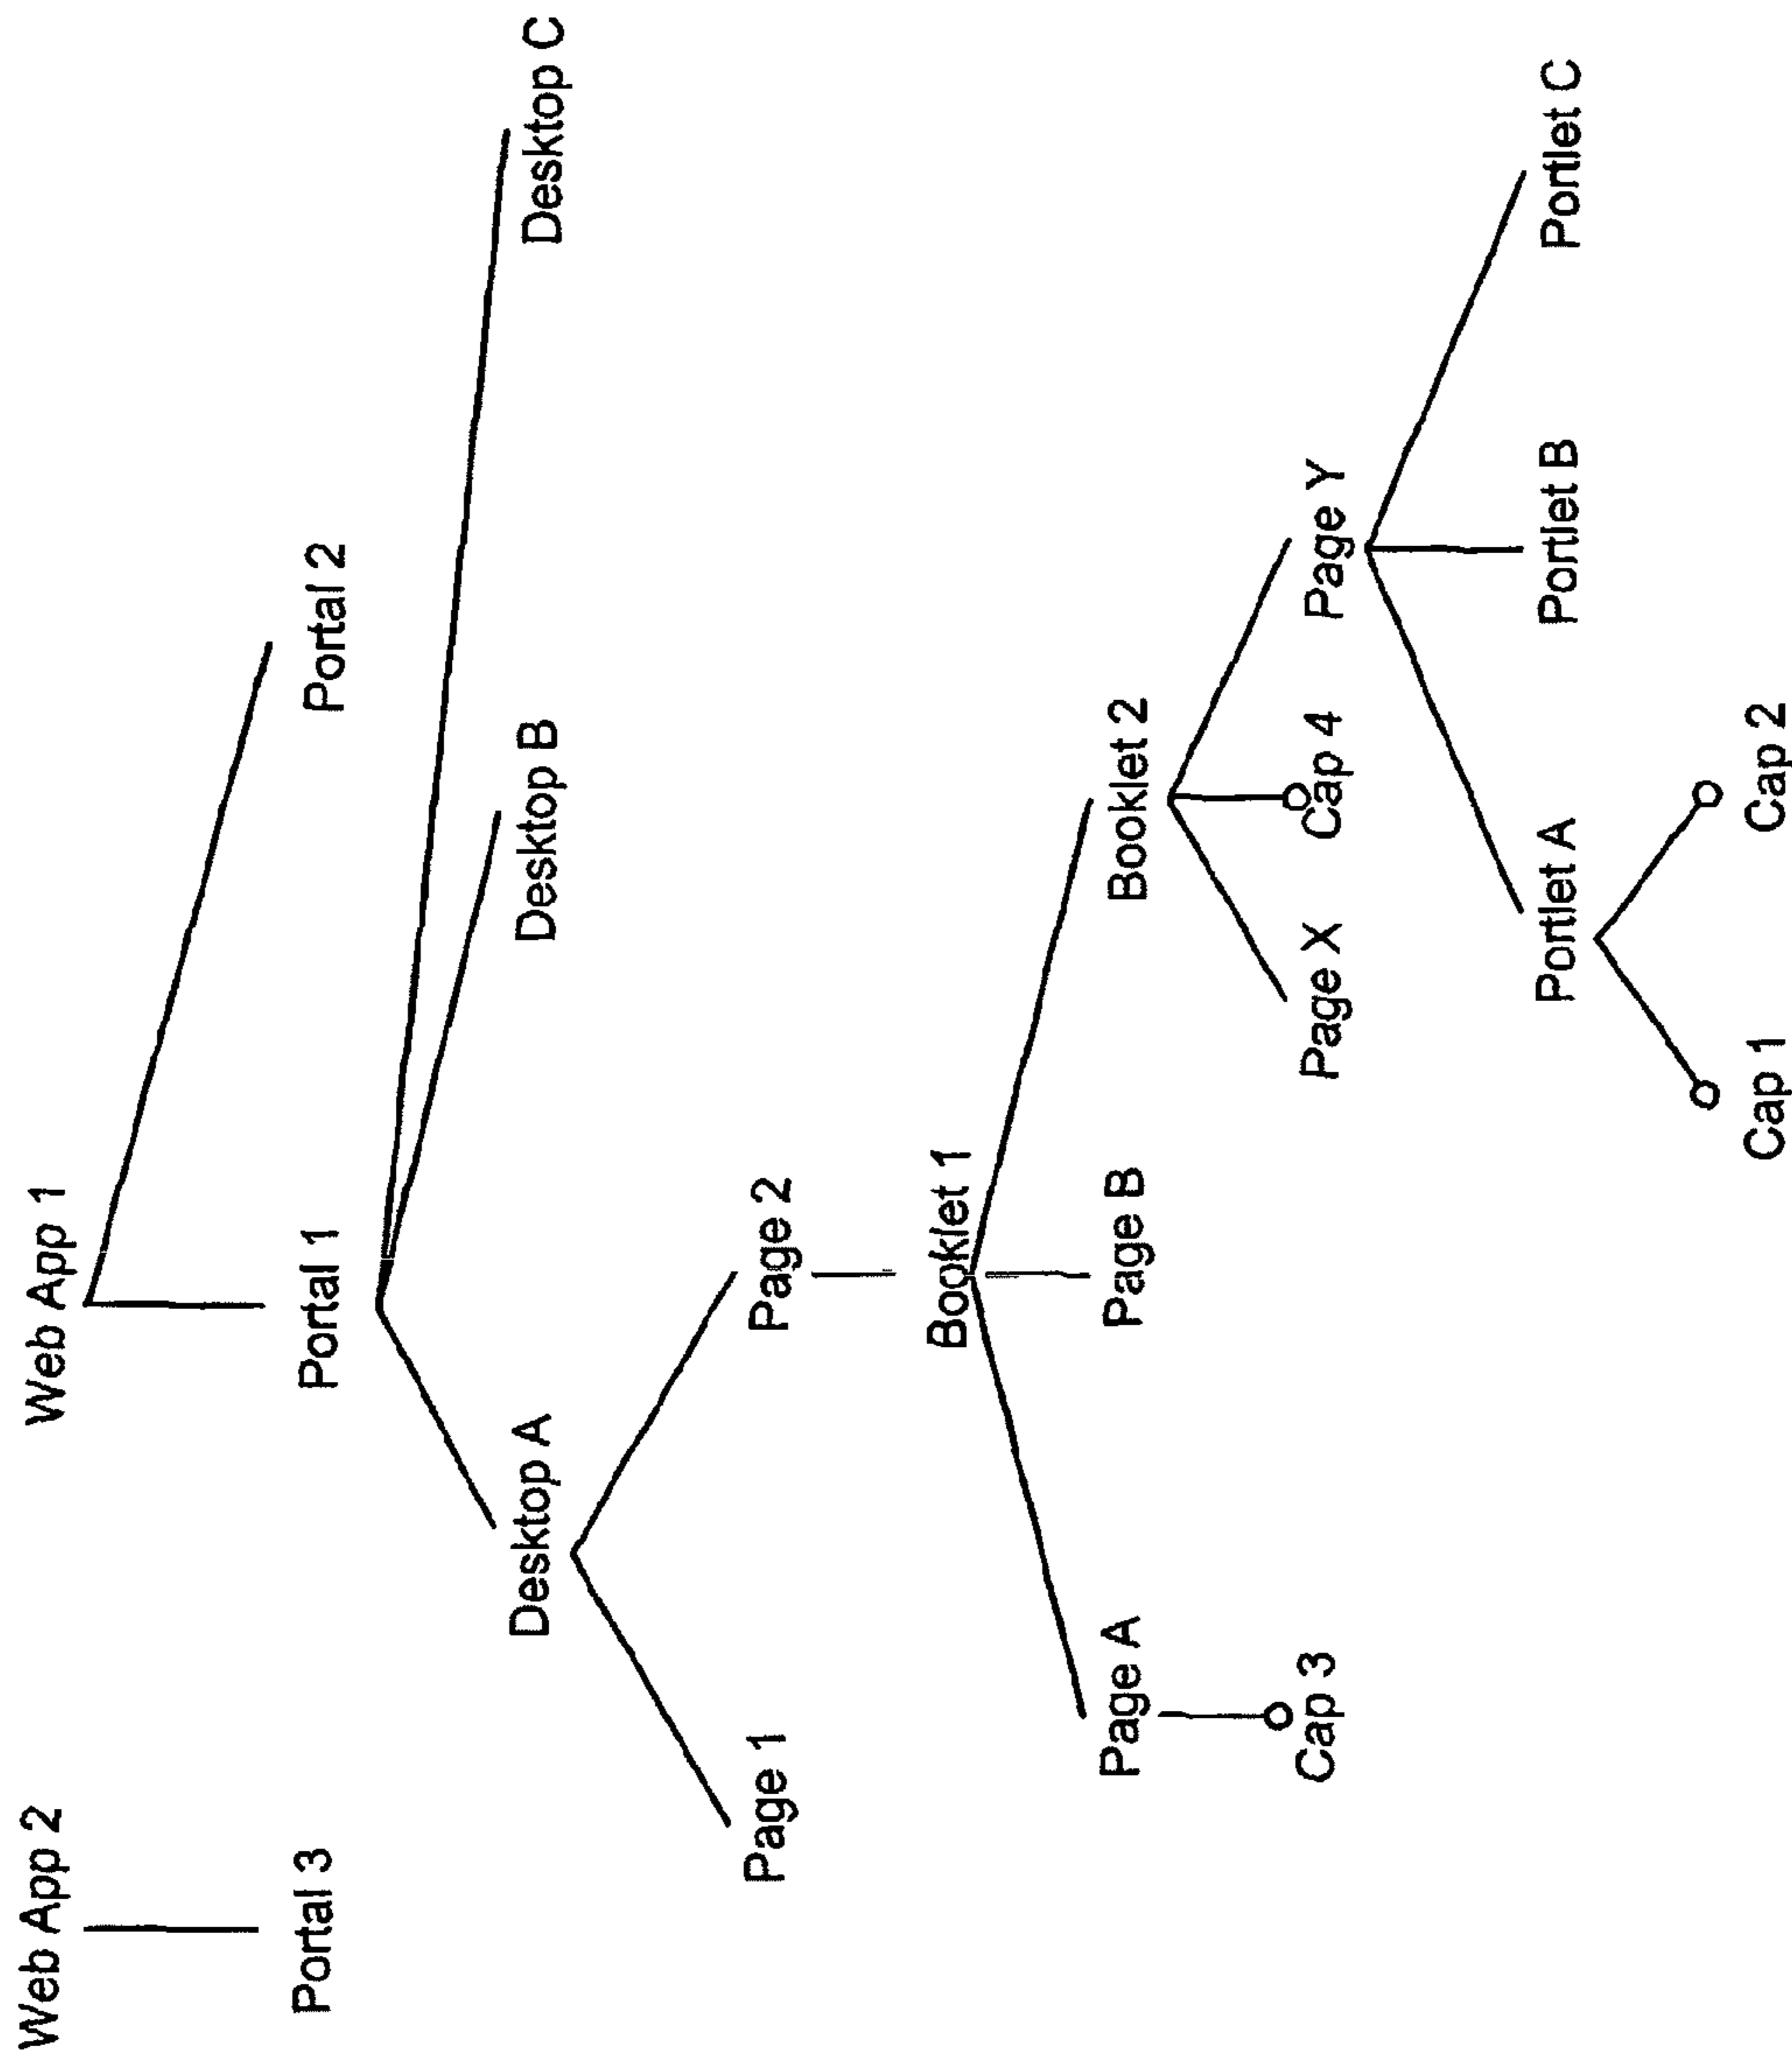 Web App 2
Web App 1
Portal 3
Portal 1
Portal 2
Desktop A
Desktop B
Desktop C
Page 1
Page 2
Booklet 1
Page A
Page B
Booklet 2
Cap 3
Page X
Cap 4
Page Y
Portlet A
Portlet B
Portlet C
Cap 1
Cap 2